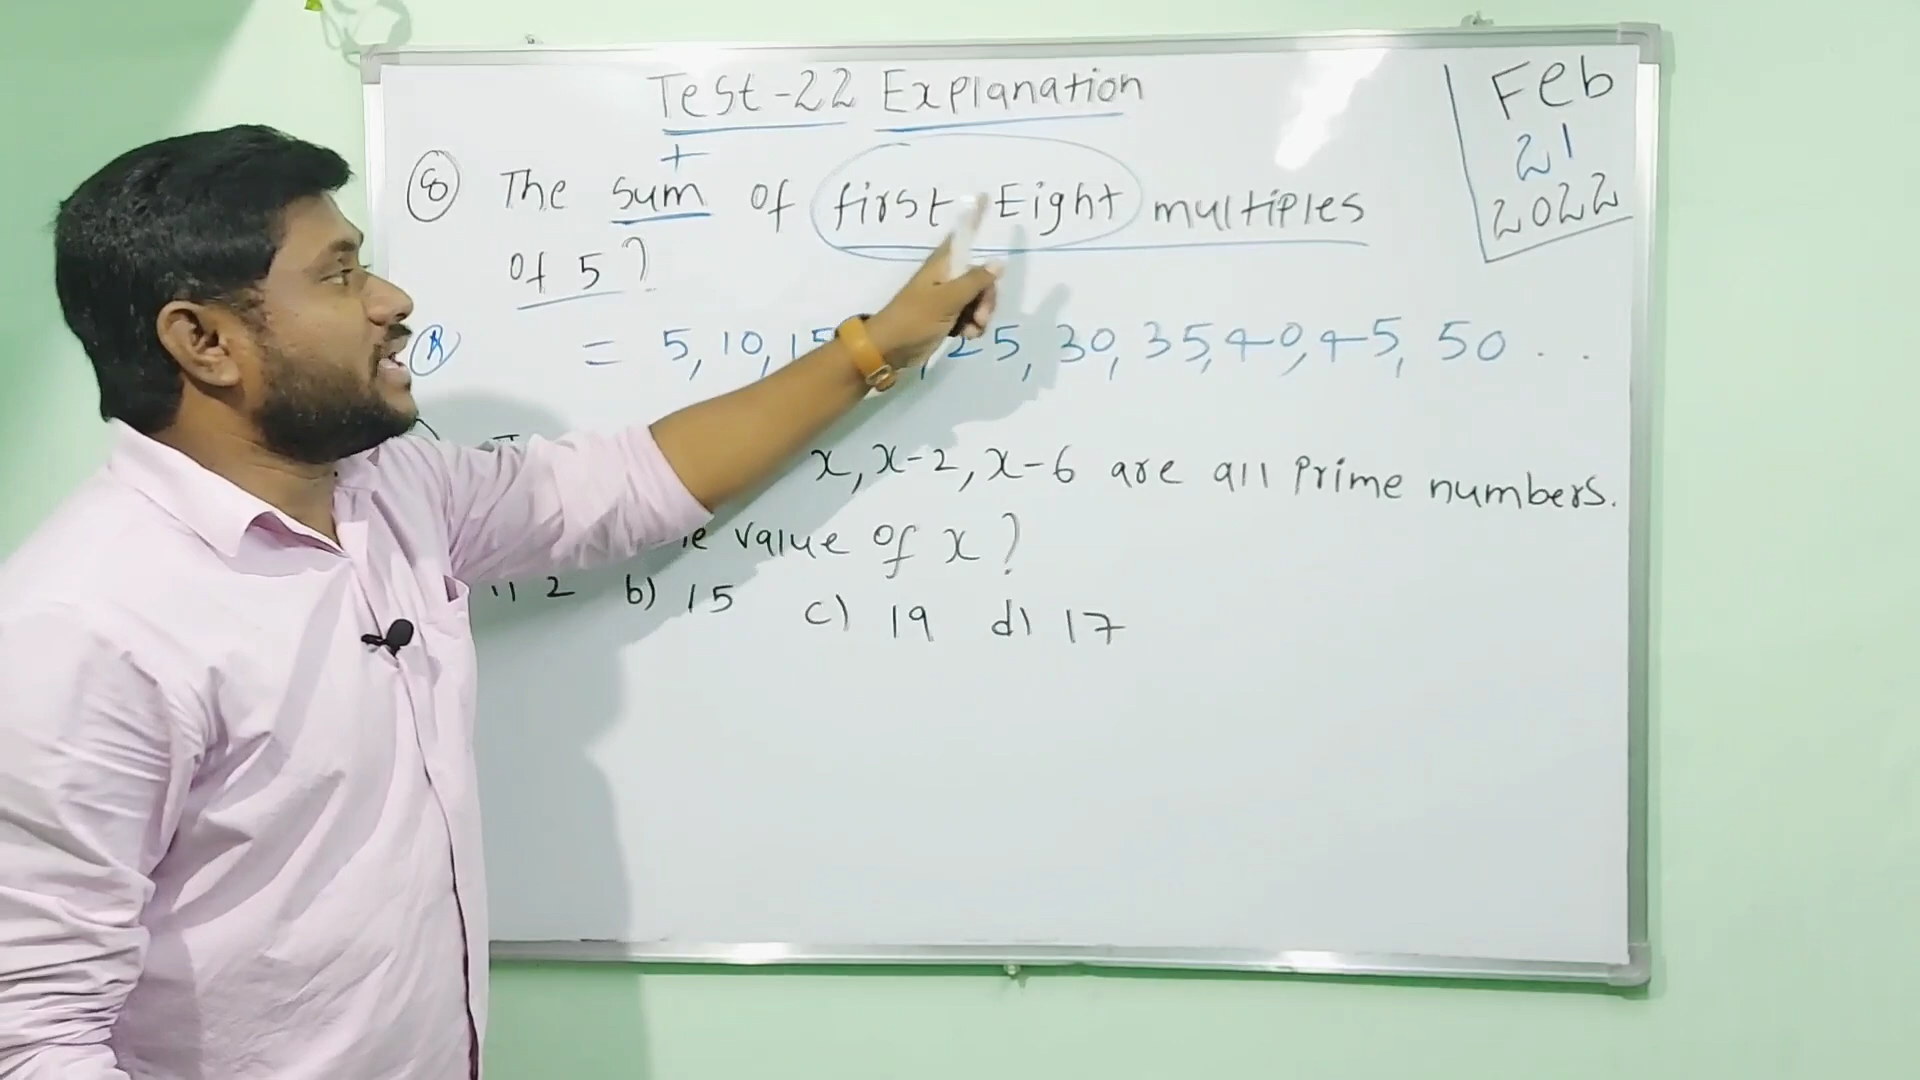 Test-22 Explanation
Feb
21
2022
+
8 The sum of first Eight multiples
of 5?
A = 5, 10, 15, 25, 30, 35, 40, 45, 50 . .
x, x-2, x-6 are all Prime numbers.
value of x?
2 b) 15 c) 19 d) 17